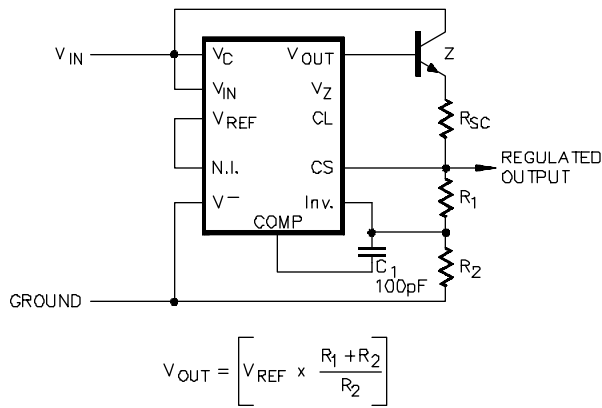 V_IN
V_C
V_OUT
Z
V_IN
V_Z
V_REF
CL
R_SC
N.I.
CS
REGULATED
OUTPUT
V⁻
Inv.
R_1
COMP
C_1
100pF
R_2
GROUND
V_OUT = [V_REF x (R_1 + R_2) / R_2]